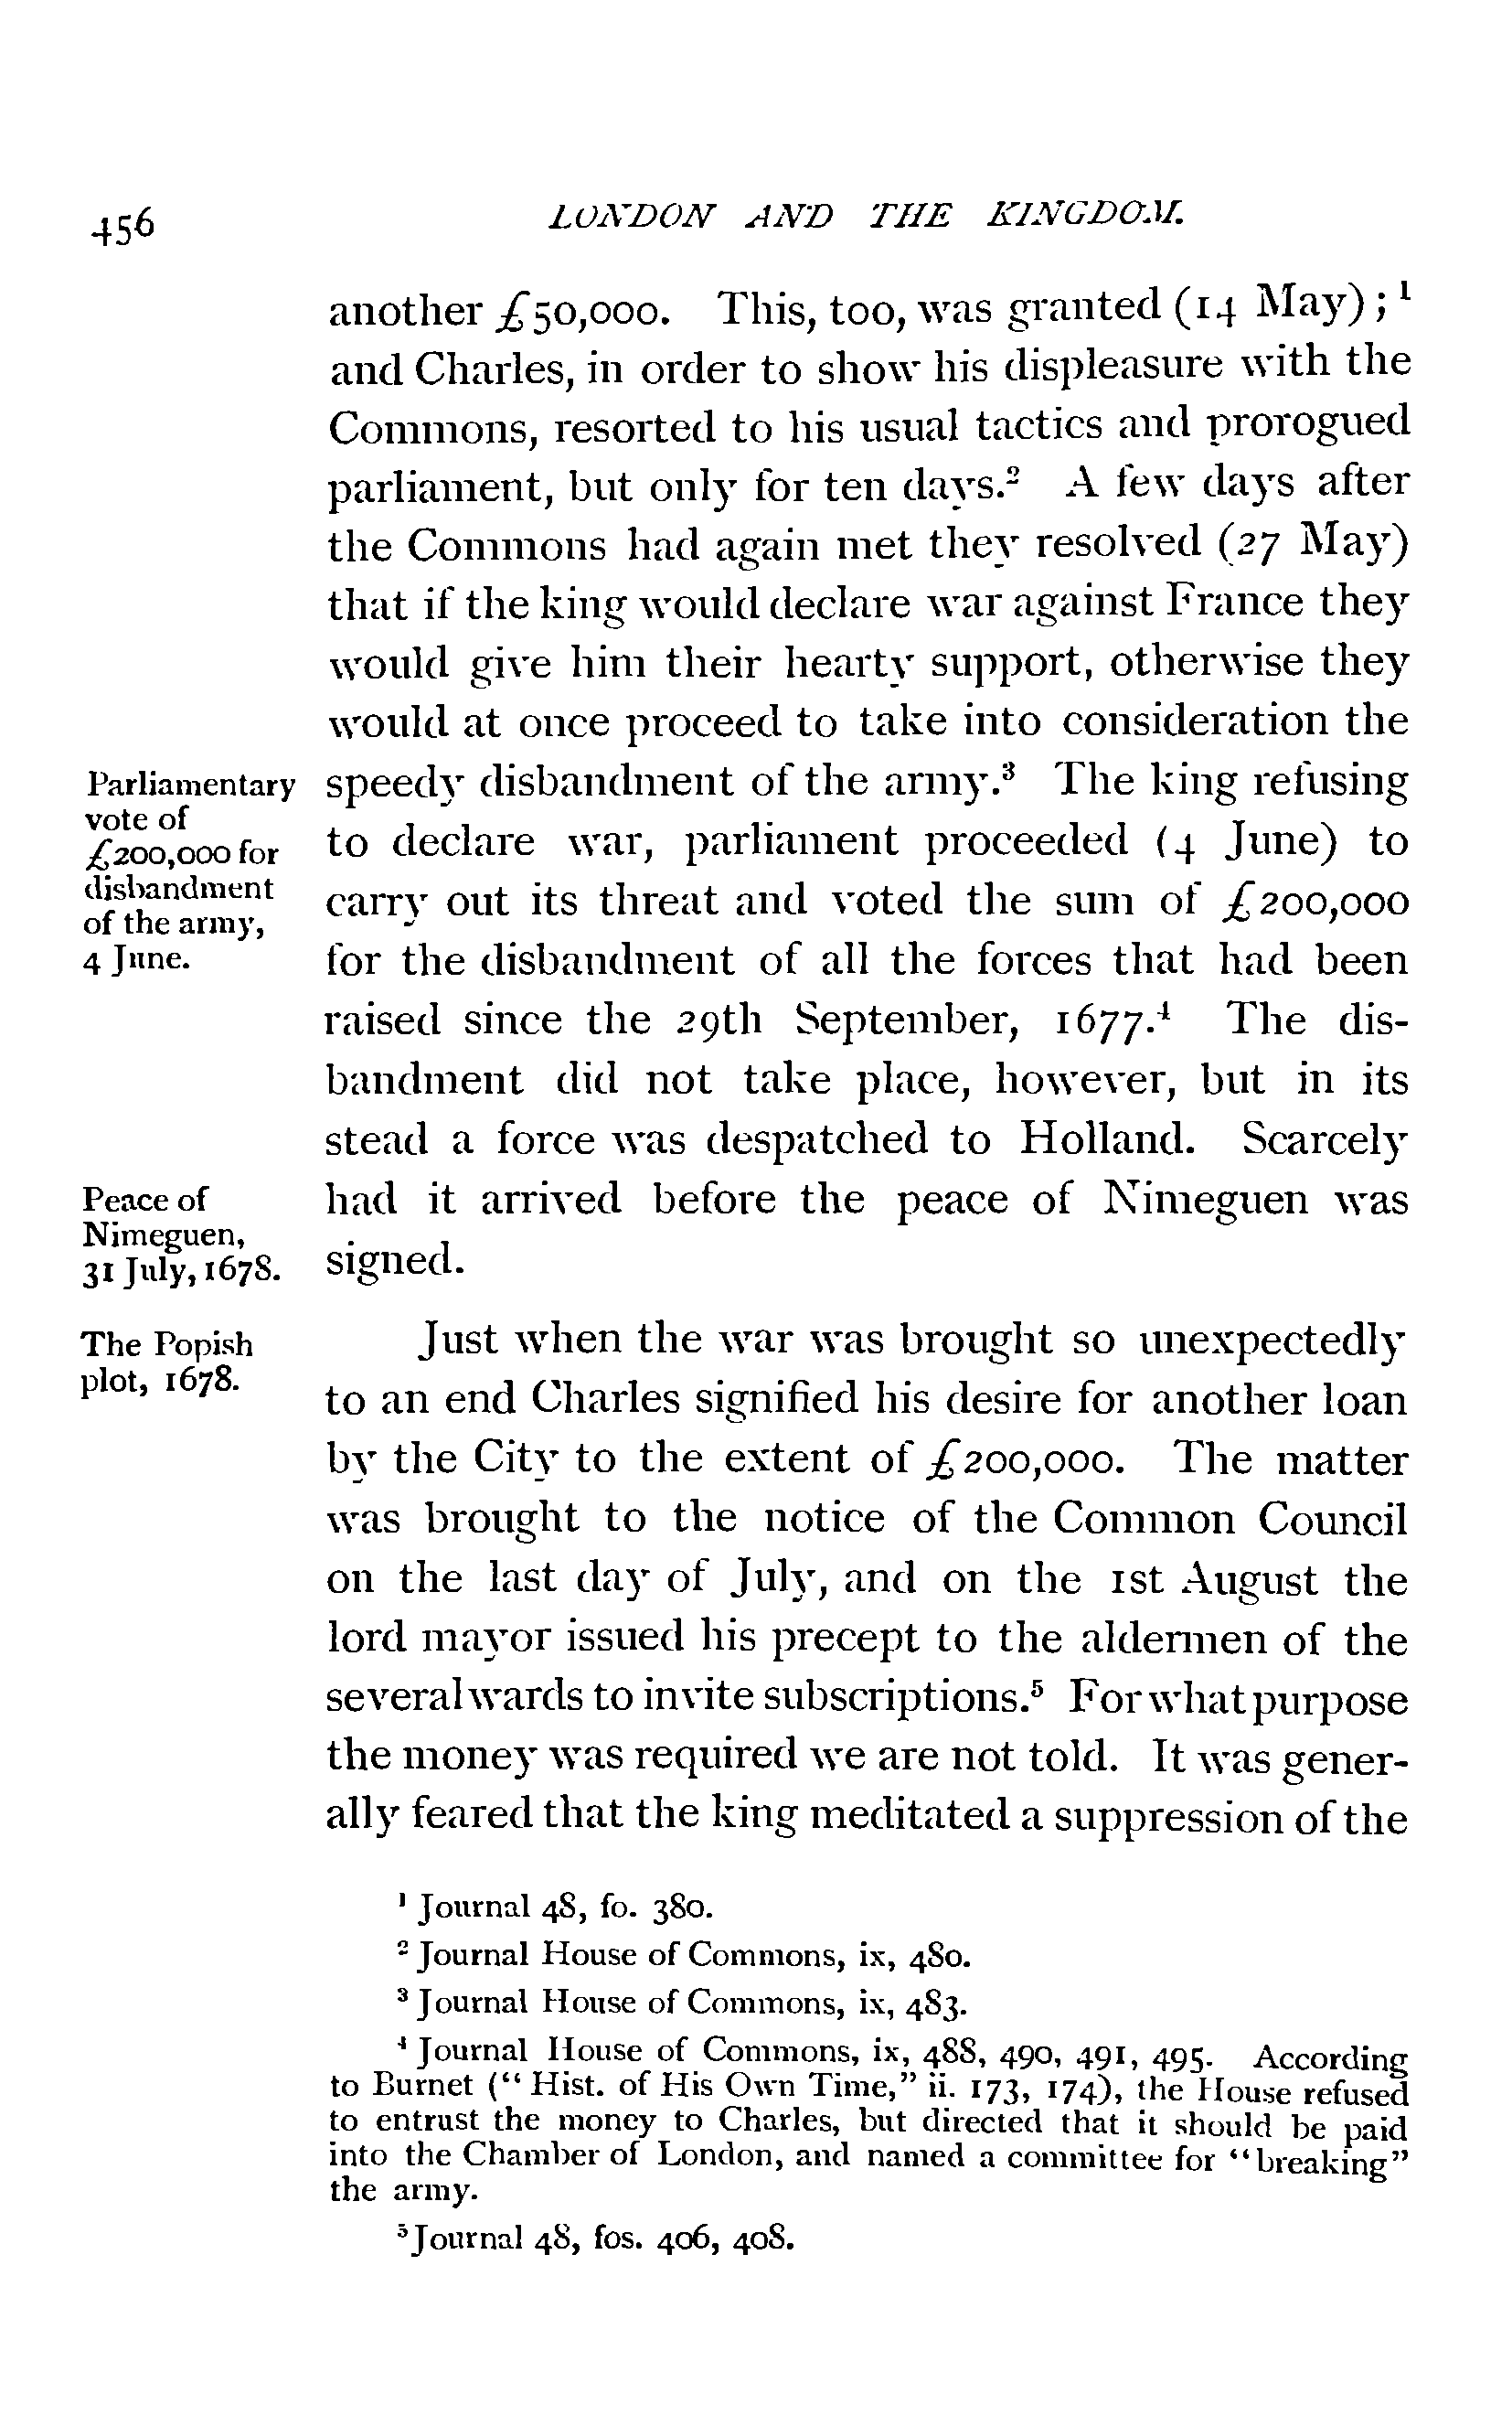 456
LONDON AND THE KINGDOM.
another £50,000. This, too, was granted (14 May);¹
and Charles, in order to show his displeasure with the
Commons, resorted to his usual tactics and prorogued
parliament, but only for ten days.² A few days after
the Commons had again met they resolved (27 May)
that if the king would declare war against France they
would give him their hearty support, otherwise they
would at once proceed to take into consideration the
Parliamentary
vote of
£200,000 for
disbandment
of the army,
4 June.
speedy disbandment of the army.³ The king refusing
to declare war, parliament proceeded (4 June) to
carry out its threat and voted the sum of £200,000
for the disbandment of all the forces that had been
raised since the 29th September, 1677.⁴ The dis-
bandment did not take place, however, but in its
stead a force was despatched to Holland. Scarcely
Peace of
Nimeguen,
31 July, 1678.
had it arrived before the peace of Nimeguen was
signed.
The Popish
plot, 1678.
Just when the war was brought so unexpectedly
to an end Charles signified his desire for another loan
by the City to the extent of £200,000. The matter
was brought to the notice of the Common Council
on the last day of July, and on the 1st August the
lord mayor issued his precept to the aldermen of the
several wards to invite subscriptions.⁵ For what purpose
the money was required we are not told. It was gener-
ally feared that the king meditated a suppression of the
¹ Journal 48, fo. 380.
² Journal House of Commons, ix, 480.
³ Journal House of Commons, ix, 483.
⁴ Journal House of Commons, ix, 488, 490, 491, 495. According
to Burnet (“Hist. of His Own Time,” ii. 173, 174), the House refused
to entrust the money to Charles, but directed that it should be paid
into the Chamber of London, and named a committee for “breaking”
the army.
⁵ Journal 48, fos. 406, 408.